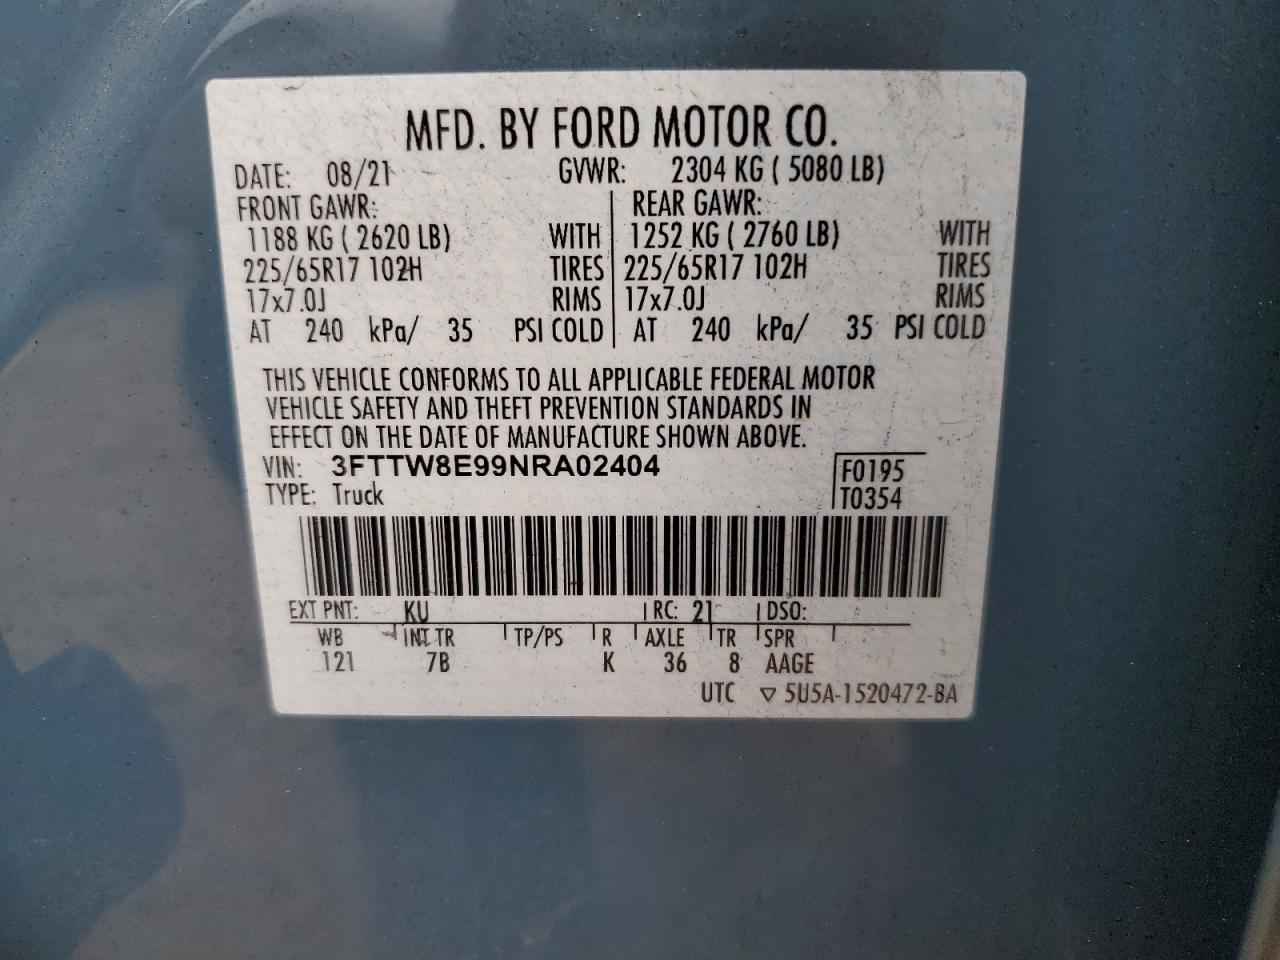 MFD. BY FORD MOTOR CO.
DATE: 08/21 GVWR: 2304 KG ( 5080 LB)
FRONT GAWR: REAR GAWR:
1188 KG ( 2620 LB) WITH 1252 KG ( 2760 LB) WITH
225/65R17 102H TIRES 225/65R17 102H TIRES
17x7.0J RIMS 17x7.0J RIMS
AT 240 kPa/ 35 PSI COLD AT 240 kPa/ 35 PSI COLD
THIS VEHICLE CONFORMS TO ALL APPLICABLE FEDERAL MOTOR
VEHICLE SAFETY AND THEFT PREVENTION STANDARDS IN
EFFECT ON THE DATE OF MANUFACTURE SHOWN ABOVE.
VIN: 3FTTW8E99NRA02404 F0195
TYPE: Truck T0354
EXT PNT: KU RC: 21 DSO:
WB INT TR TP/PS R AXLE TR SPR
121 7B K 36 8 AAGE
UTC ▽ 5U5A-1520472-BA